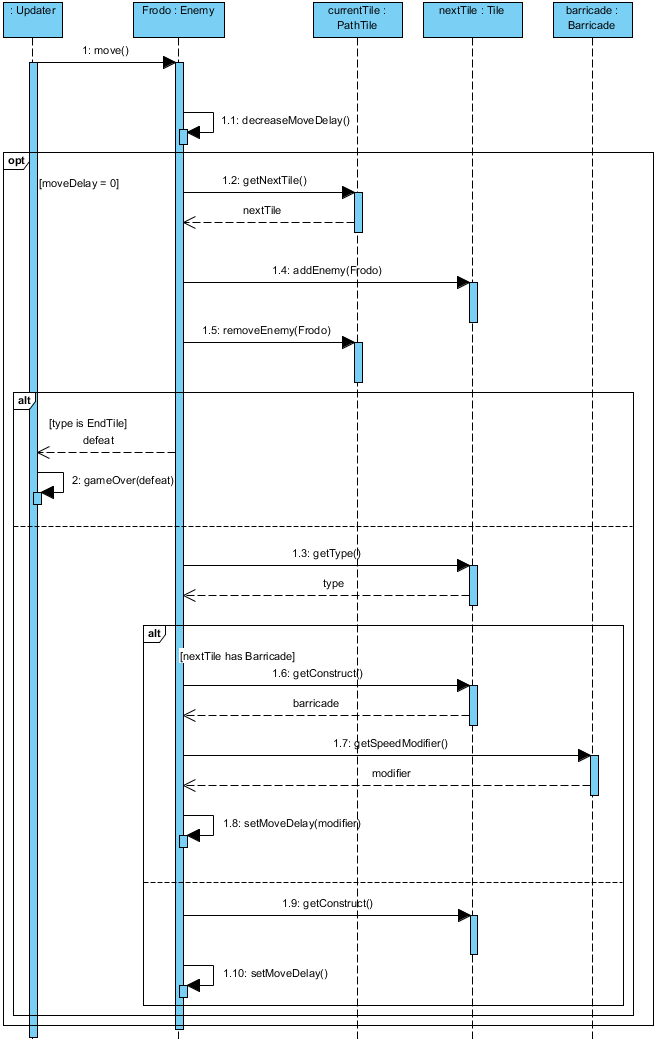 : Updater
Frodo : Enemy
currentTile :
PathTile
nextTile : Tile
barricade :
Barricade
1: move()
1.1: decreaseMoveDelay()
opt
[moveDelay = 0]
1.2: getNextTile()
nextTile
1.4: addEnemy(Frodo)
1.5: removeEnemy(Frodo)
alt
[type is EndTile]
defeat
2: gameOver(defeat)
1.3: getType()
type
alt
[nextTile has Barricade]
1.6: getConstruct()
barricade
1.7: getSpeedModifier()
modifier
1.8: setMoveDelay(modifier)
1.9: getConstruct()
1.10: setMoveDelay()